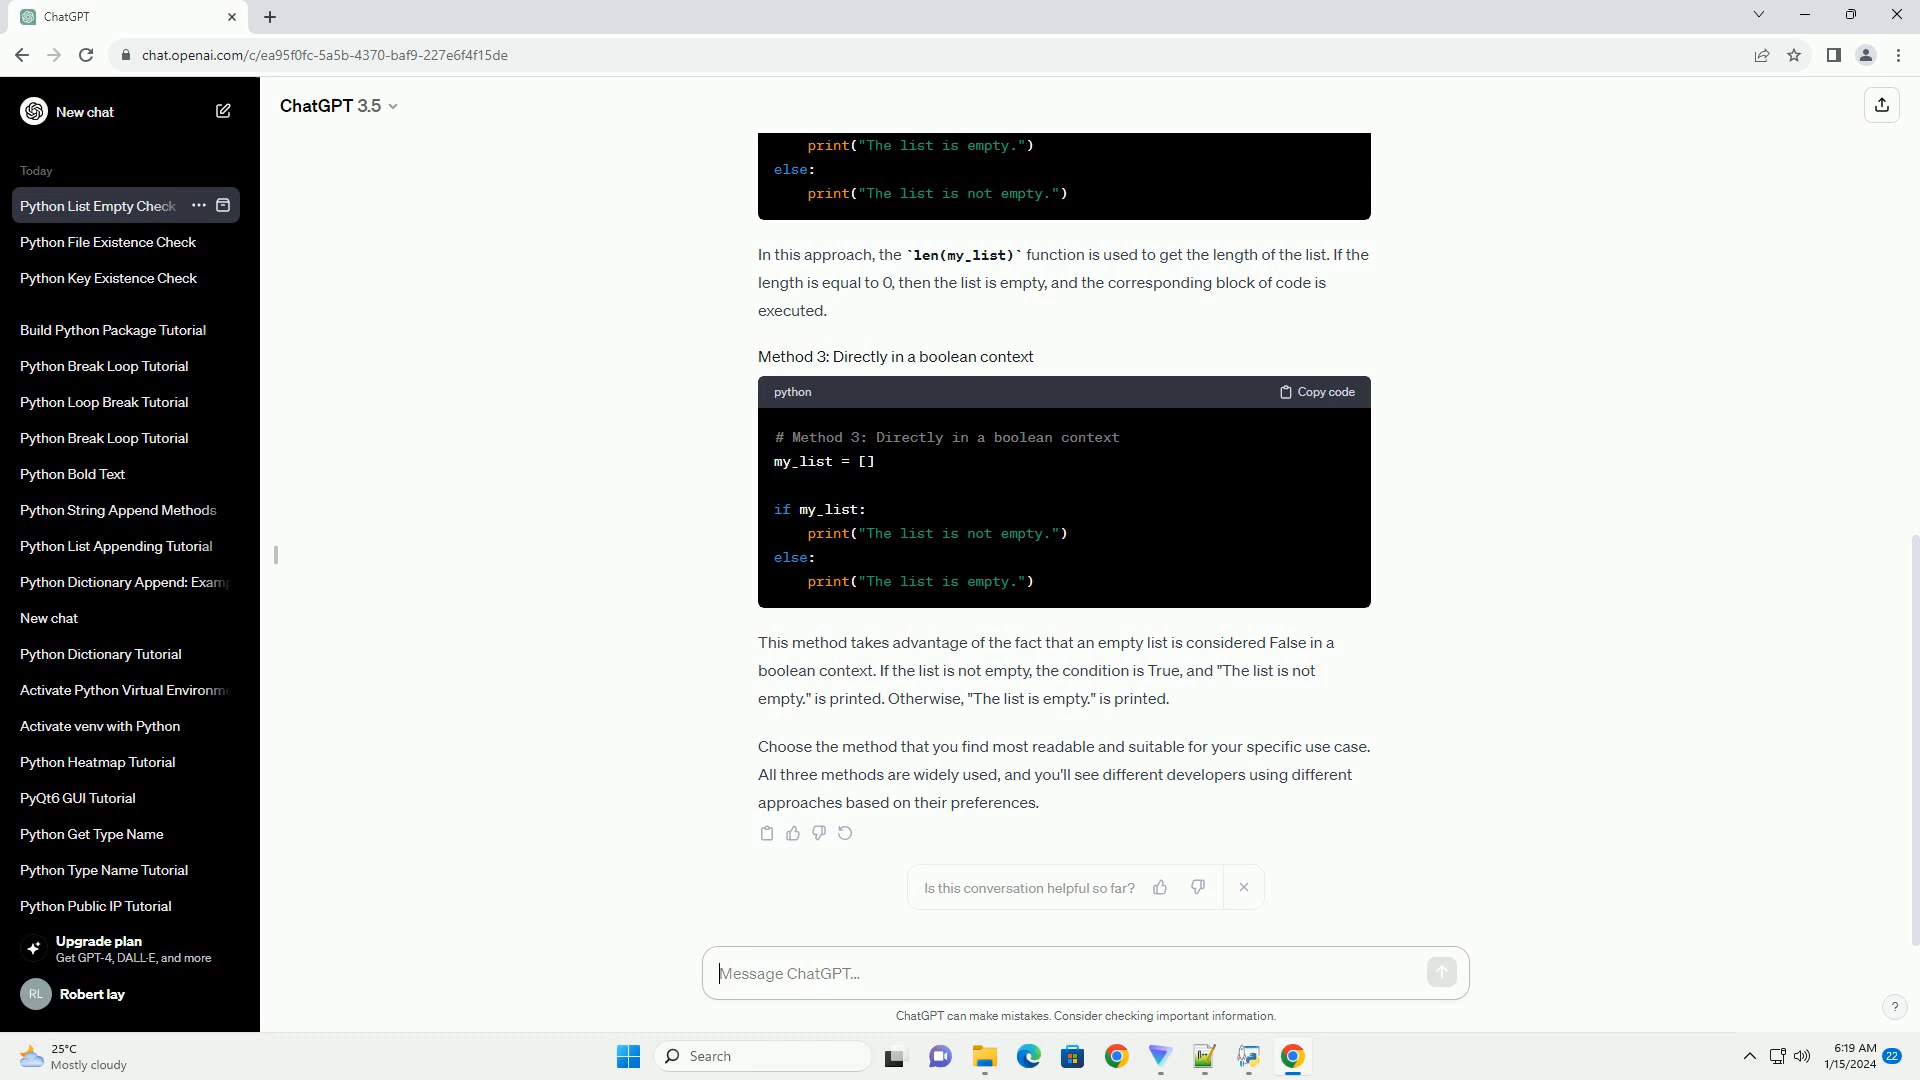 ChatGPT
chat.openai.com/c/ea95f0fc-5a5b-4370-baf9-227e6f4f15de
New chat
Today
Python List Empty Check
Python File Existence Check
Python Key Existence Check
Build Python Package Tutorial
Python Break Loop Tutorial
Python Loop Break Tutorial
Python Break Loop Tutorial
Python Bold Text
Python String Append Methods
Python List Appending Tutorial
Python Dictionary Append: Examp
New chat
Python Dictionary Tutorial
Activate Python Virtual Environme
Activate venv with Python
Python Heatmap Tutorial
PyQt6 GUI Tutorial
Python Get Type Name
Python Type Name Tutorial
Python Public IP Tutorial
Upgrade plan
Get GPT-4, DALL·E, and more
RL Robert lay
ChatGPT 3.5
print("The list is empty.")
else:
print("The list is not empty.")
In this approach, the `len(my_list)` function is used to get the length of the list. If the
length is equal to 0, then the list is empty, and the corresponding block of code is
executed.
Method 3: Directly in a boolean context
python Copy code
# Method 3: Directly in a boolean context
my_list = []
if my_list:
print("The list is not empty.")
else:
print("The list is empty.")
This method takes advantage of the fact that an empty list is considered False in a
boolean context. If the list is not empty, the condition is True, and "The list is not
empty." is printed. Otherwise, "The list is empty." is printed.
Choose the method that you find most readable and suitable for your specific use case.
All three methods are widely used, and you'll see different developers using different
approaches based on their preferences.
Is this conversation helpful so far?
Message ChatGPT...
ChatGPT can make mistakes. Consider checking important information.
?
25°C
Mostly cloudy
Search
6:19 AM
1/15/2024
22